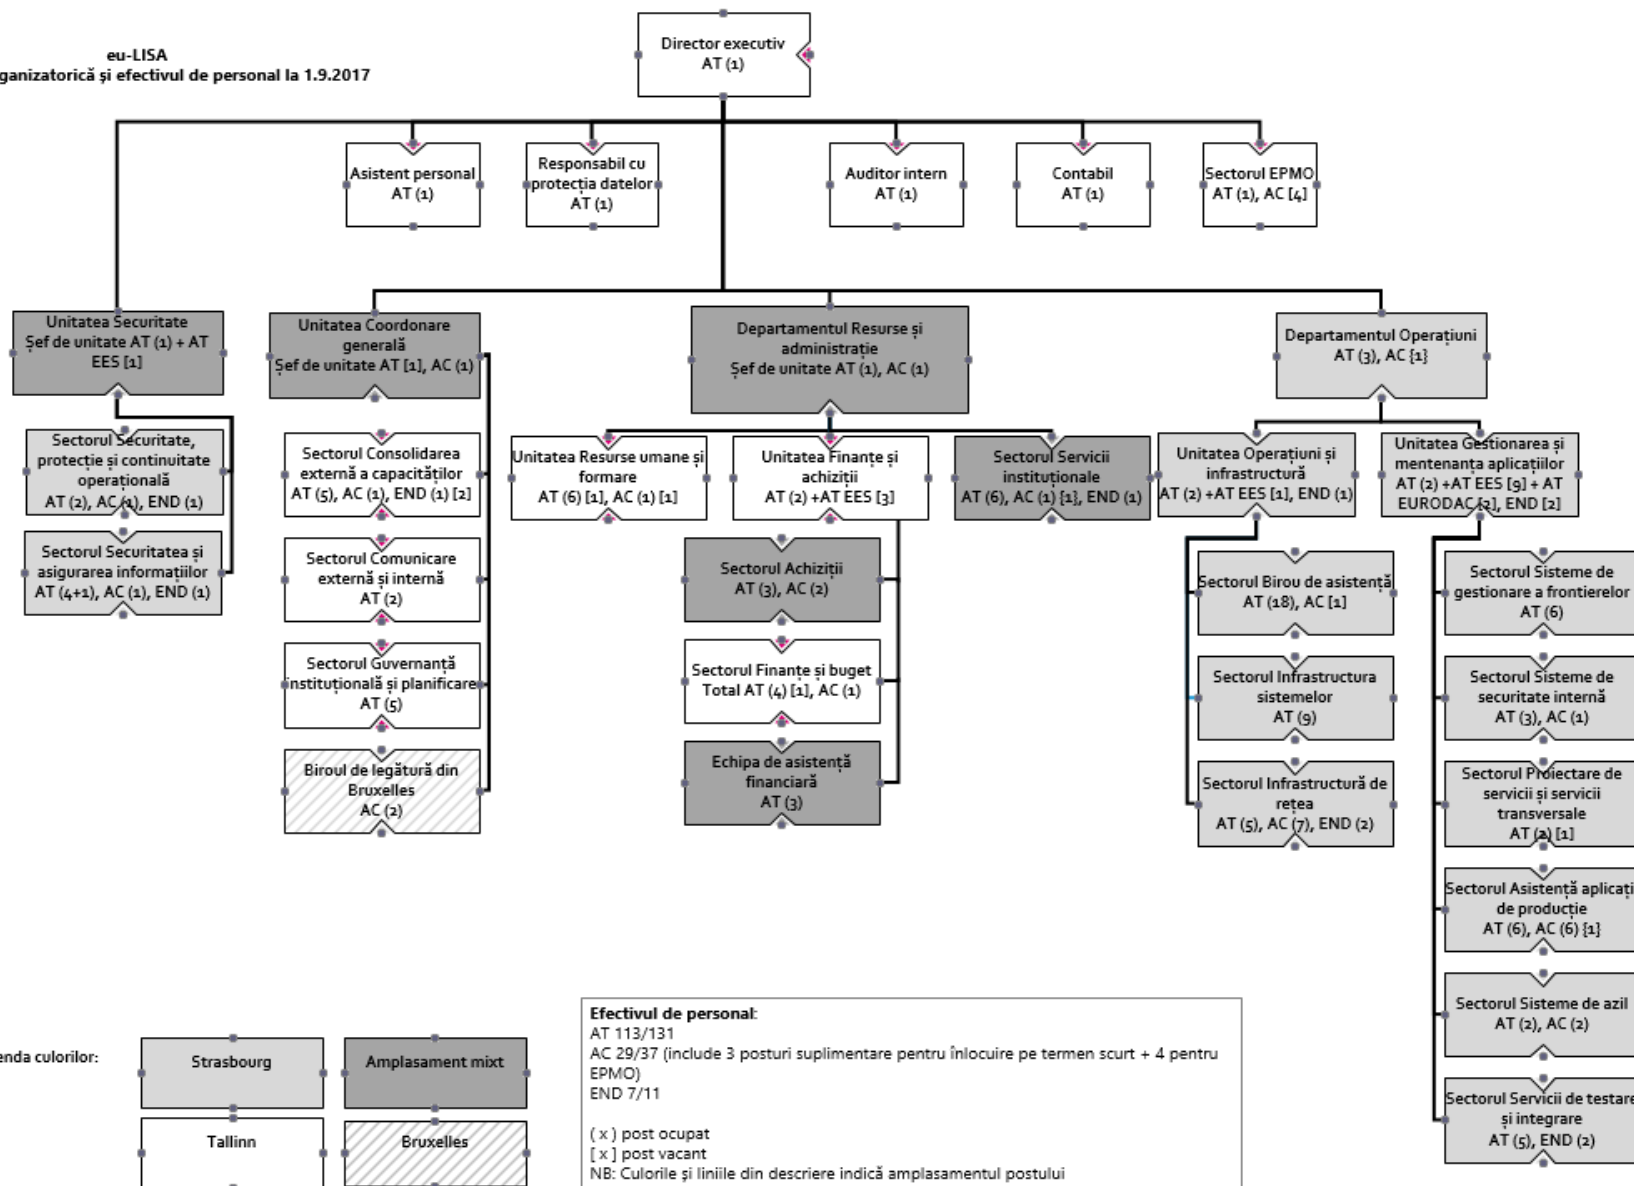 eu-LISA
ganizatorică și efectivul de personal la 1.9.2017
Director executiv
AT (1)
Asistent personal
AT (1)
Responsabil cu
protecția datelor
AT (1)
Auditor intern
AT (1)
Contabil
AT (1)
Sectorul EPMO
AT (1), AC [4]
Unitatea Securitate
Șef de unitate AT (1) + AT
EES [1]
Unitatea Coordonare
generală
Șef de unitate AT [1], AC (1)
Departamentul Resurse și
administrație
Șef de unitate AT (1), AC (1)
Departamentul Operațiuni
AT (3), AC {1}
Sectorul Securitate,
protecție și continuitate
operațională
AT (2), AC (1), END (1)
Sectorul Securitatea și
asigurarea informațiilor
AT (4+1), AC (1), END (1)
Sectorul Consolidarea
externă a capacităților
AT (5), AC (1), END (1) [2]
Sectorul Comunicare
externă și internă
AT (2)
Sectorul Guvernanță
instituțională și planificare
AT (5)
Biroul de legătură din
Bruxelles
AC (2)
Unitatea Resurse umane și
formare
AT (6) [1], AC (1) [1]
Unitatea Finanțe și
achiziții
AT (2) +AT EES [3]
Sectorul Servicii
instituționale
AT (6), AC (1) {1}, END (1)
Sectorul Achiziții
AT (3), AC (2)
Sectorul Finanțe și buget
Total AT (4) [1], AC (1)
Echipa de asistență
financiară
AT (3)
Unitatea Operațiuni și
infrastructură
AT (2) +AT EES [1], END (1)
Unitatea Gestionarea și
mentenanța aplicațiilor
AT (2) +AT EES [9] + AT
EURODAC [2], END [2]
Sectorul Birou de asistență
AT (18), AC [1]
Sectorul Infrastructura
sistemelor
AT (9)
Sectorul Infrastructură de
rețea
AT (5), AC (7), END (2)
Sectorul Sisteme de
gestionare a frontierelor
AT (6)
Sectorul Sisteme de
securitate internă
AT (3), AC (1)
Sectorul Proiectare de
servicii și servicii
transversale
AT (2) [1]
Sectorul Asistență aplicați
de producție
AT (6), AC (6) {1}
Sectorul Sisteme de azil
AT (2), AC (2)
Sectorul Servicii de testare
și integrare
AT (5), END (2)
enda culorilor:
Strasbourg
Amplasament mixt
Tallinn
Bruxelles
Efectivul de personal:
AT 113/131
AC 29/37 (include 3 posturi suplimentare pentru înlocuire pe termen scurt + 4 pentru
EPMO)
END 7/11
( x ) post ocupat
[ x ] post vacant
NB: Culorile și liniile din descriere indică amplasamentul postului